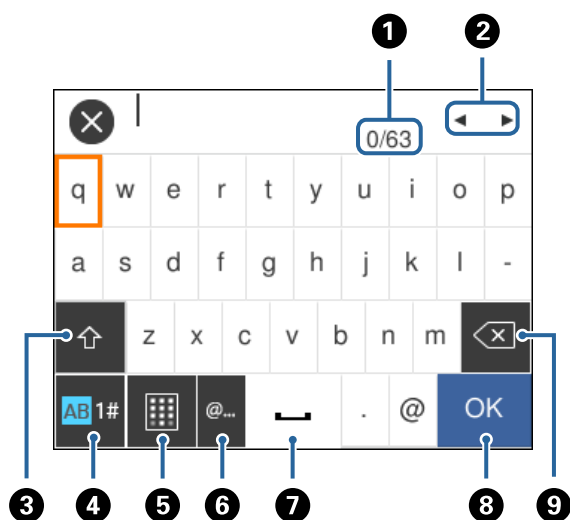 1 2
0/63
q w e r t y u i o p
a s d f g h j k l -
z x c v b n m
AB 1# @... . @ OK
3 4 5 6 7 8 9